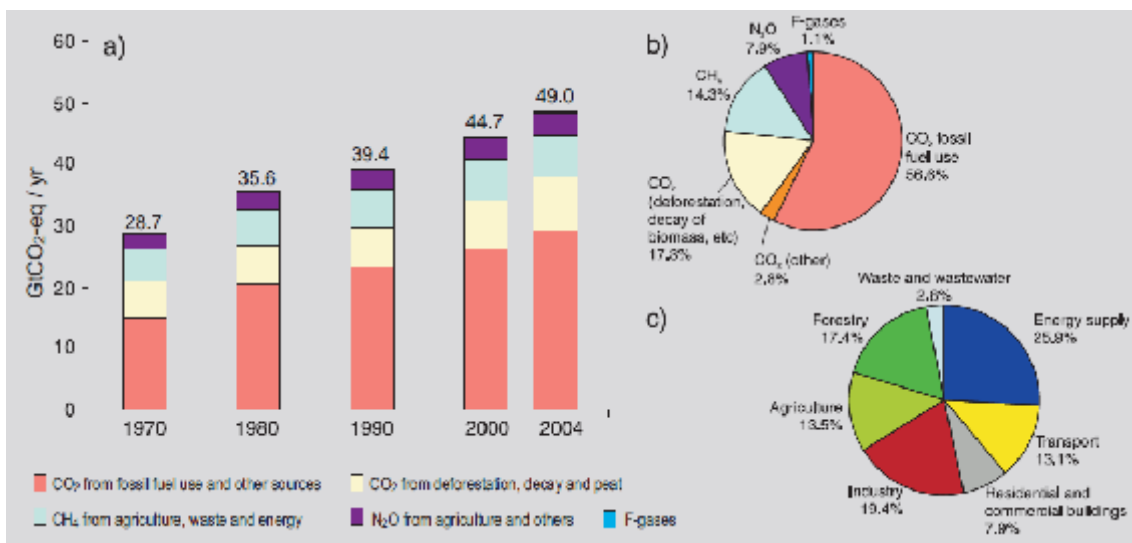 a)
GtCO₂-eq / yr
60
50
40
30
20
10
0
28.7
35.6
39.4
44.7
49.0
1970
1980
1990
2000
2004
CO₂ from fossil fuel use and other sources
CO₂ from deforestation, decay and peat
CH₄ from agriculture, waste and energy
N₂O from agriculture and others
F-gases
b)
F-gases
1.1%
N₂O
7.9%
CH₄
14.3%
CO₂ fossil
fuel use
56.6%
CO₂
(deforestation,
decay of
biomass, etc)
17.3%
CO₂ (other)
2.8%
c)
Waste and wastewater
2.8%
Forestry
17.4%
Energy supply
25.9%
Agriculture
13.5%
Transport
13.1%
Industry
19.4%
Residential and
commercial buildings
7.9%